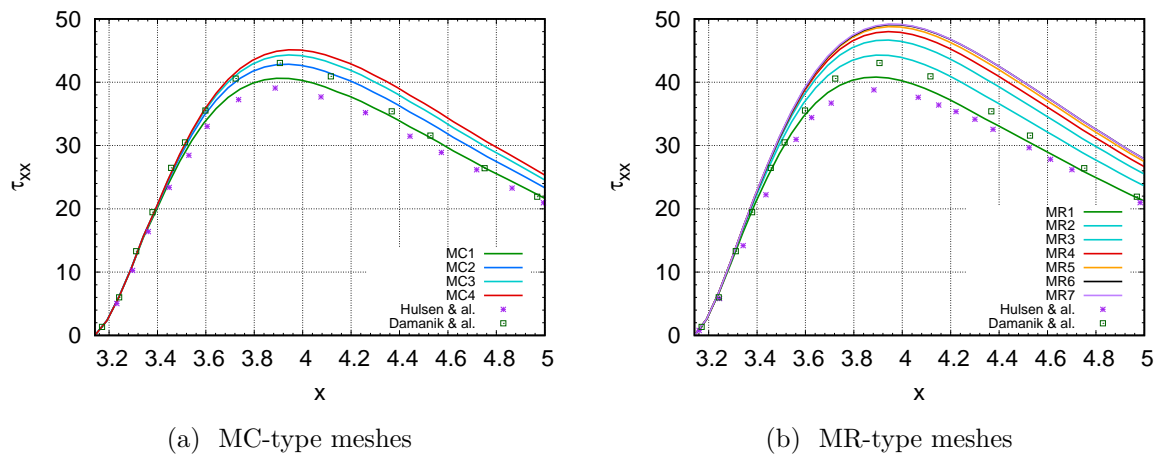 50
40
30
20
10
0
τxx
3.2 3.4 3.6 3.8 4 4.2 4.4 4.6 4.8 5
x
MC1
MC2
MC3
MC4
Hulsen & al.
Damanik & al.
(a) MC-type meshes
50
40
30
20
10
0
τxx
3.2 3.4 3.6 3.8 4 4.2 4.4 4.6 4.8 5
x
MR1
MR2
MR3
MR4
MR5
MR6
MR7
Hulsen & al.
Damanik & al.
(b) MR-type meshes